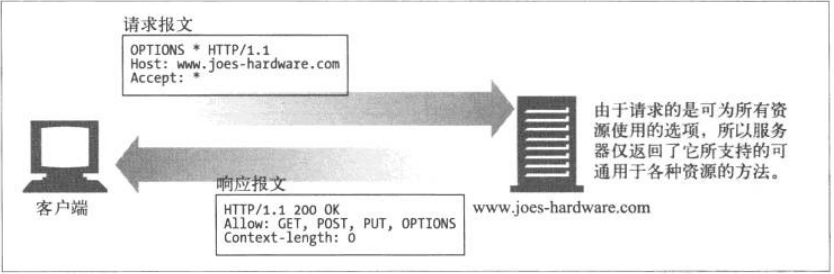 请求报文
OPTIONS * HTTP/1.1
Host: www.joes-hardware.com
Accept: *
由于请求的是可为所有资
源使用的选项，所以服务
器仅返回了它所支持的可
通用于各种资源的方法。
响应报文
HTTP/1.1 200 OK
Allow: GET, POST, PUT, OPTIONS
Context-length: 0
客户端
www.joes-hardware.com